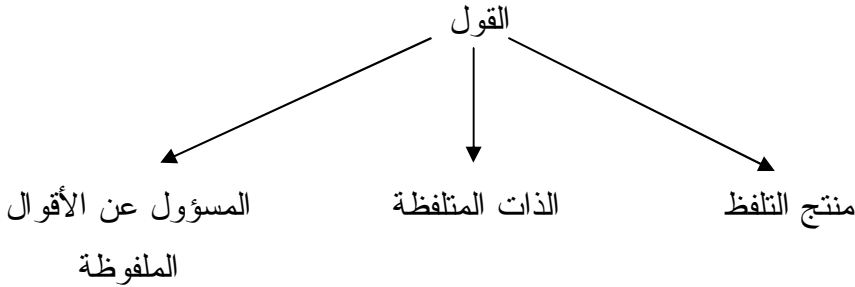 القول
منتج التلفظ
الذات المتلفظة
المسؤول عن الأقوال
الملفوظة